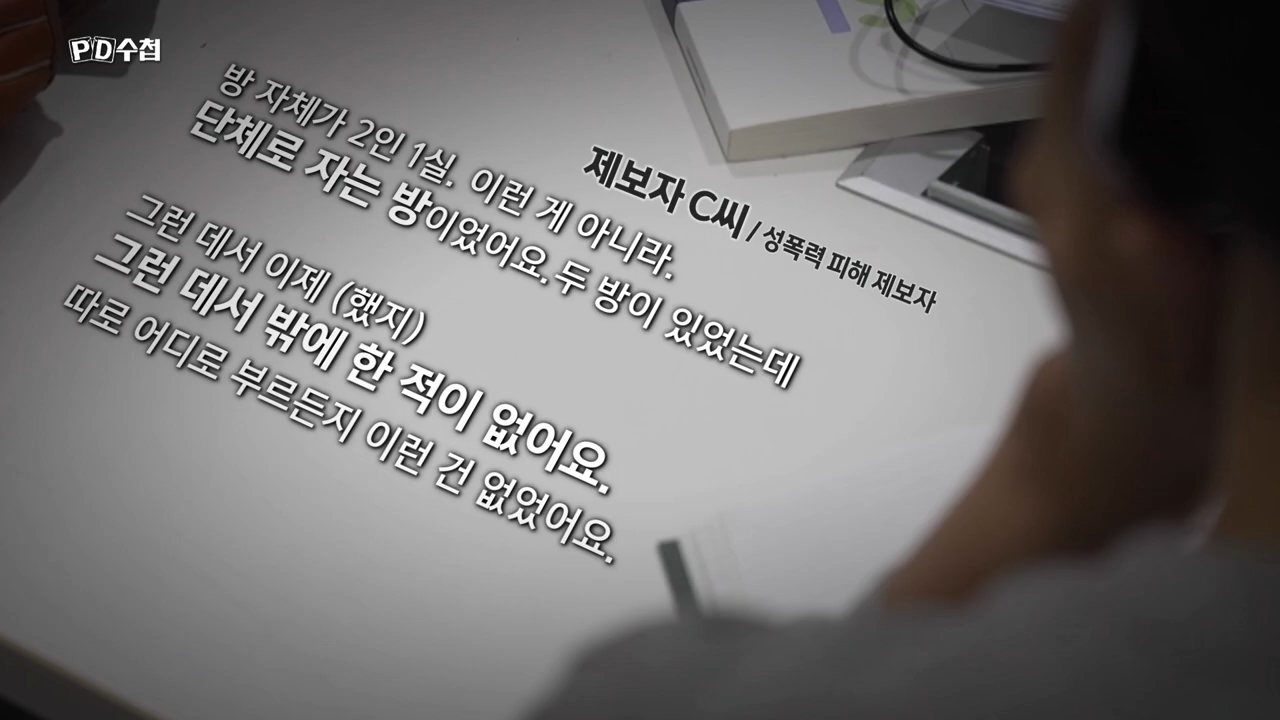 PD수첩
제보자 C씨 / 성폭력 피해 제보자
방 자체가 2인 1실. 이런 게 아니라.
단체로 자는 방이었어요. 두 방이 있었는데
그런 데서 이제 (했지)
그런 데서 밖에 한 적이 없어요.
따로 어디로 부르든지 이런 건 없었어요.